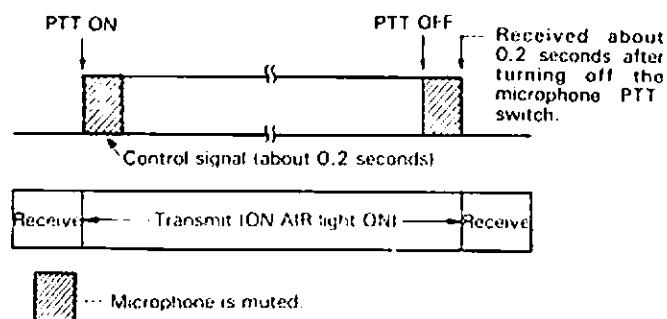 PTT ON
PTT OFF
Received about
0.2 seconds after
turning off the
microphone PTT
switch.
Control signal (about 0.2 seconds)
Receive
Transmit (ON AIR light ON)
Receive
Microphone is muted.